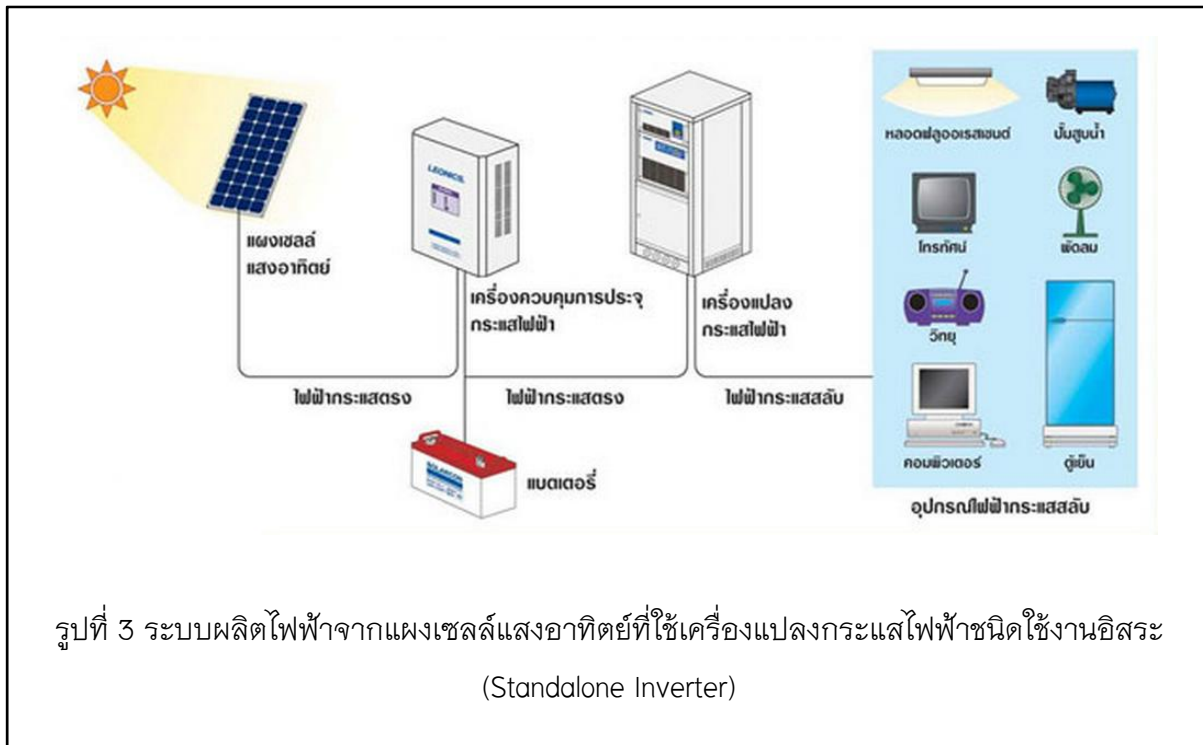 หลอดฟลูออเรสเซนต์
ปั๊มสูบน้ำ
LEONICS
แผงเซลล์
แสงอาทิตย์
โทรทัศน์
พัดลม
เครื่องควบคุมการประจุ
กระแสไฟฟ้า
เครื่องแปลง
กระแสไฟฟ้า
วิทยุ
ไฟฟ้ากระแสตรง
ไฟฟ้ากระแสตรง
ไฟฟ้ากระแสสลับ
คอมพิวเตอร์
ตู้เย็น
SOLARCON
แบตเตอรี่
อุปกรณ์ไฟฟ้ากระแสสลับ
รูปที่ 3 ระบบผลิตไฟฟ้าจากแผงเซลล์แสงอาทิตย์ที่ใช้เครื่องแปลงกระแสไฟฟ้าชนิดใช้งานอิสระ
(Standalone Inverter)